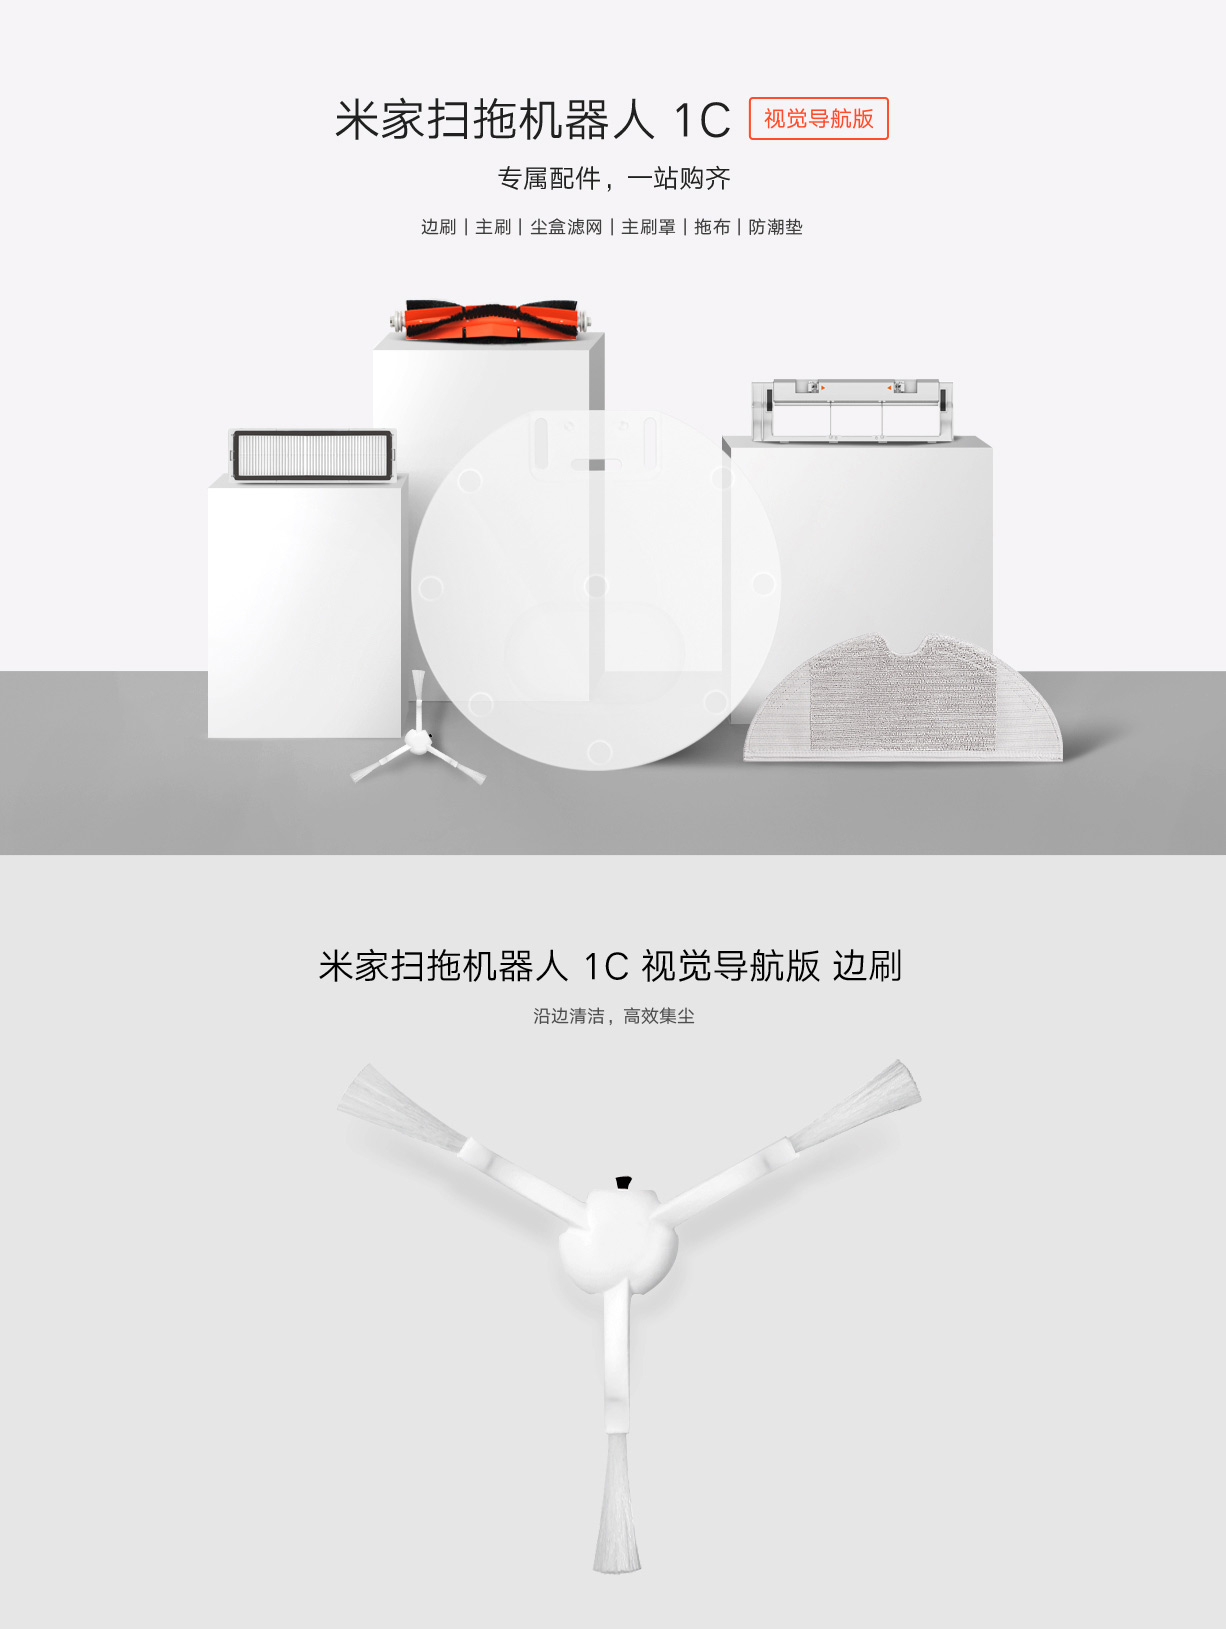 米家扫拖机器人 1C 视觉导航版
专属配件，一站购齐
边刷 | 主刷 | 尘盒滤网 | 主刷罩 | 拖布 | 防潮垫
米家扫拖机器人 1C 视觉导航版 边刷
沿边清洁，高效集尘